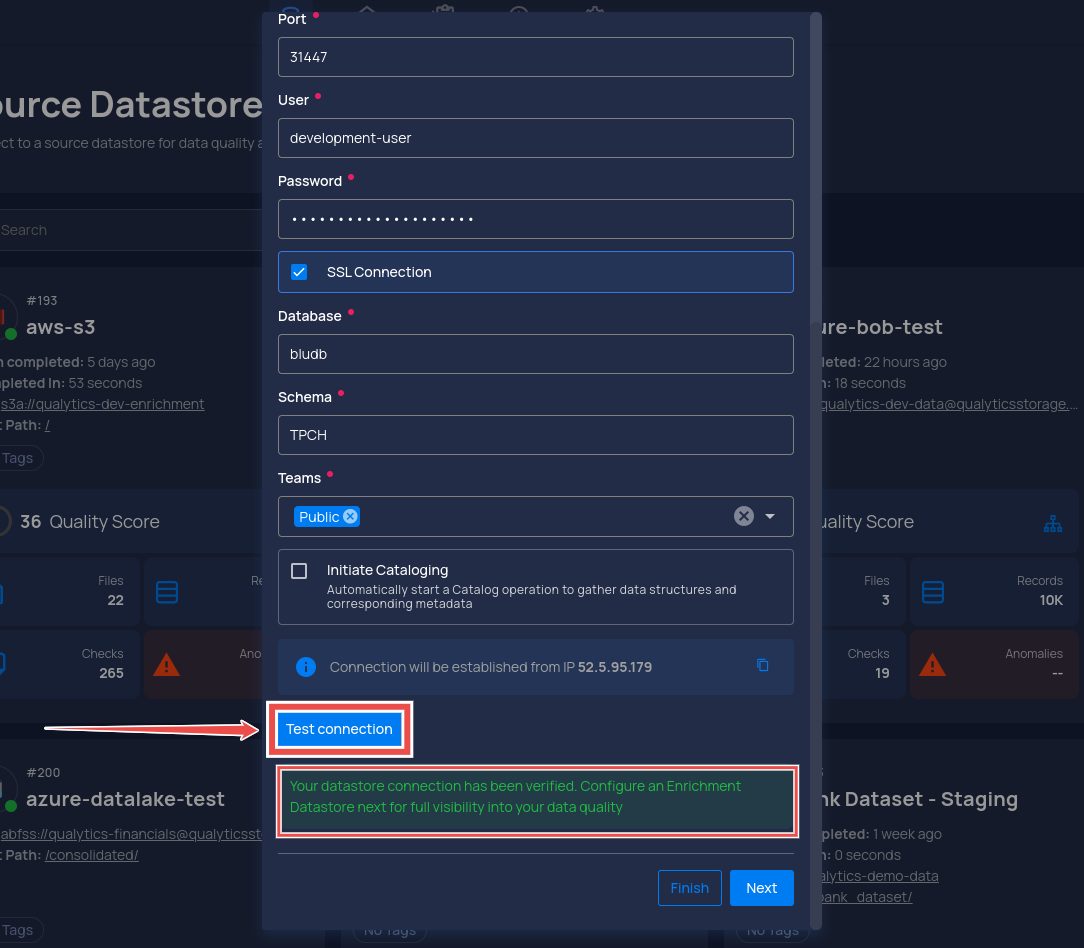 Port
31447
User
development-user
Password
SSL Connection
Database
bludb
Schema
TPCH
Teams
Public
Initiate Cataloging
Automatically start a Catalog operation to gather data structures and
corresponding metadata
Connection will be established from IP 52.5.95.179
Test connection
Your datastore connection has been verified. Configure an Enrichment
Datastore next for full visibility into your data quality
Finish
Next
Datastore
ct to a source datastore for data quality a
Search
#193
aws-s3
completed: 5 days ago
pleted In: 53 seconds
s3a://qualytics-dev-enrichment
Path: /
Tags
36 Quality Score
Files
22
Checks
265
#200
azure-datalake-test
abfss://qualytics-financials@qualyticsst
Path: /consolidated/
Tags
No Tags
re-bob-test
leted: 22 hours ago
18 seconds
qualytics-dev-data@qualyticsstorage....
ality Score
Files
3
Records
10K
Checks
19
Anomalies
--
nk Dataset - Staging
pleted: 1 week ago
0 seconds
alytics-demo-data
bank_dataset/
No Tags